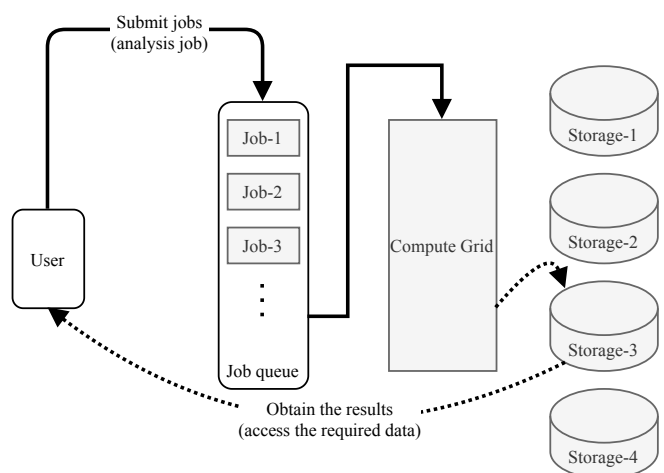 Submit jobs
(analysis job)
Job-1
Job-2
Job-3
Job queue
User
Compute Grid
Storage-1
Storage-2
Storage-3
Storage-4
Obtain the results
(access the required data)